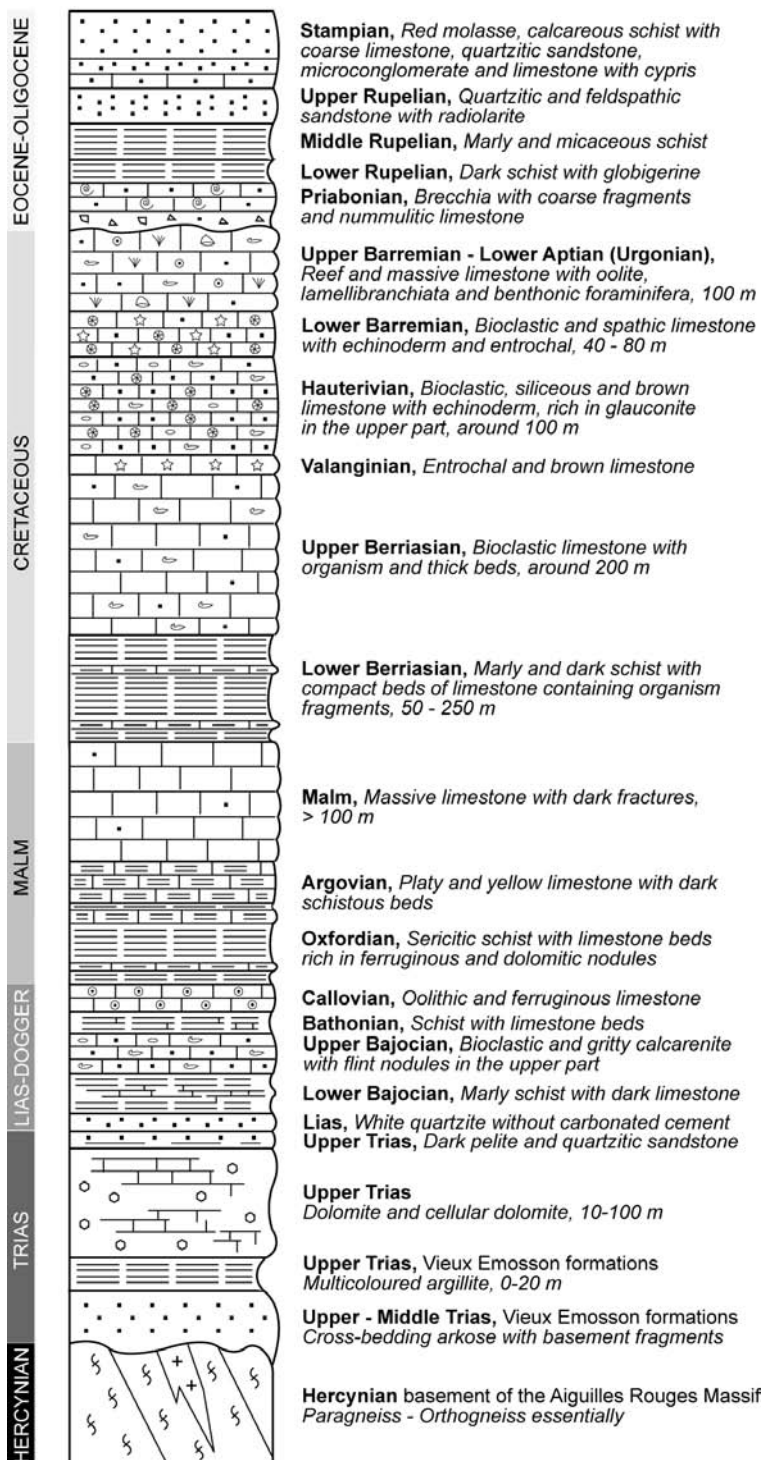 EOCENE-OLIGOCENE
Stampian, Red molasse, calcareous schist with
coarse limestone, quartzitic sandstone,
microconglomerate and limestone with cypris
Upper Rupelian, Quartzitic and feldspathic
sandstone with radiolarite
Middle Rupelian, Marly and micaceous schist
Lower Rupelian, Dark schist with globigerine
Priabonian, Brecchia with coarse fragments
and nummulitic limestone
CRETACEOUS
Upper Barremian - Lower Aptian (Urgonian),
Reef and massive limestone with oolite,
lamellibranchiata and benthonic foraminifera, 100 m
Lower Barremian, Bioclastic and spathic limestone
with echinoderm and entrochal, 40 - 80 m
Hauterivian, Bioclastic, siliceous and brown
limestone with echinoderm, rich in glauconite
in the upper part, around 100 m
Valanginian, Entrochal and brown limestone
Upper Berriasian, Bioclastic limestone with
organism and thick beds, around 200 m
Lower Berriasian, Marly and dark schist with
compact beds of limestone containing organism
fragments, 50 - 250 m
MALM
Malm, Massive limestone with dark fractures,
> 100 m
Argovian, Platy and yellow limestone with dark
schistous beds
Oxfordian, Sericitic schist with limestone beds
rich in ferruginous and dolomitic nodules
LIAS-DOGGER
Callovian, Oolithic and ferruginous limestone
Bathonian, Schist with limestone beds
Upper Bajocian, Bioclastic and gritty calcarenite
with flint nodules in the upper part
Lower Bajocian, Marly schist with dark limestone
Lias, White quartzite without carbonated cement
TRIAS
Upper Trias, Dark pelite and quartzitic sandstone
Upper Trias
Dolomite and cellular dolomite, 10-100 m
Upper Trias, Vieux Emosson formations
Multicoloured argillite, 0-20 m
Upper - Middle Trias, Vieux Emosson formations
Cross-bedding arkose with basement fragments
HERCYNIAN
Hercynian basement of the Aiguilles Rouges Massif
Paragneiss - Orthogneiss essentially